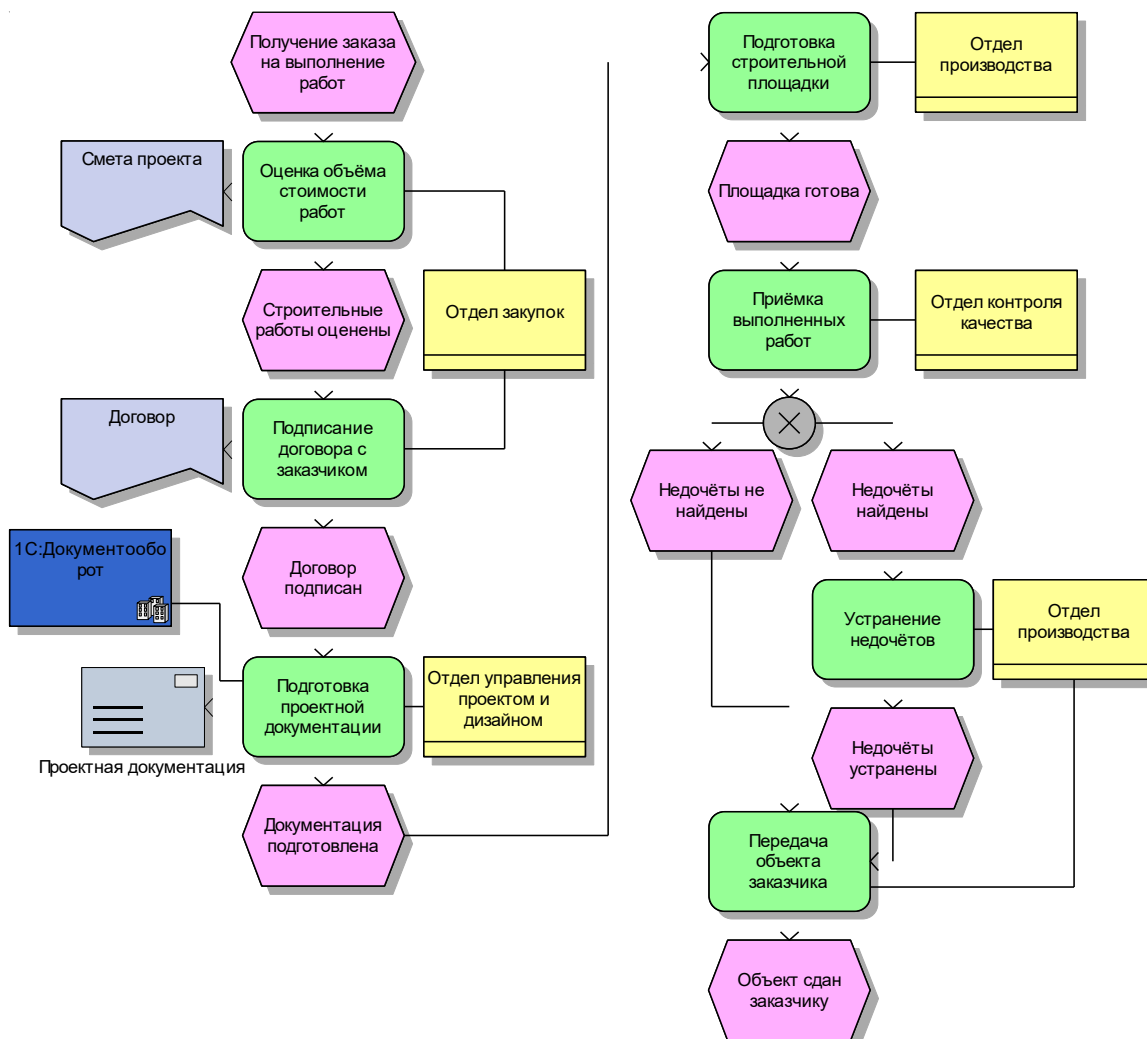 Получение заказа
на выполнение
работ
Смета проекта
Оценка объёма
стоимости
работ
Строительные
работы оценены
Отдел закупок
Договор
Подписание
договора с
заказчиком
1С:Документообо
рот
Договор
подписан
Подготовка
проектной
документации
Отдел управления
проектом и
дизайном
Проектная документация
Документация
подготовлена
Подготовка
строительной
площадки
Отдел
производства
Площадка готова
Приёмка
выполненных
работ
Отдел контроля
качества
Недочёты не
найдены
Недочёты
найдены
Устранение
недочётов
Отдел
производства
Недочёты
устранены
Передача
объекта
заказчика
Объект сдан
заказчику